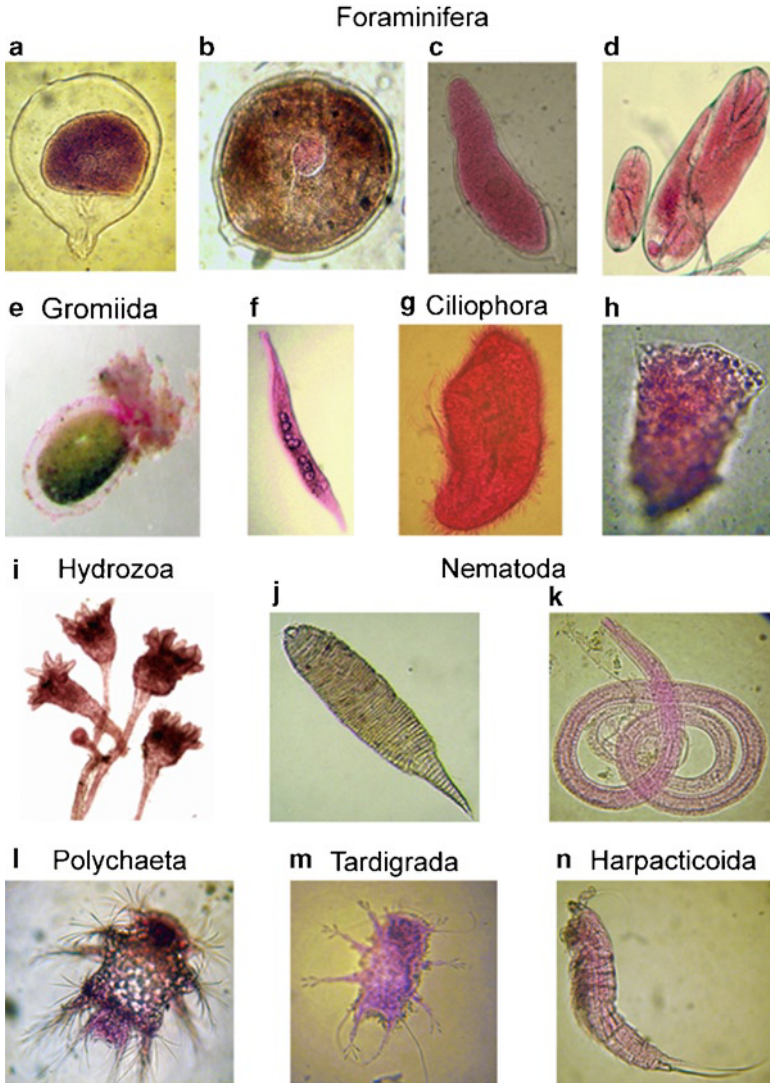 Foraminifera
a b c d
e Gromiida f g Ciliophora h
i Hydrozoa Nematoda
j k
l Polychaeta m Tardigrada n Harpacticoida